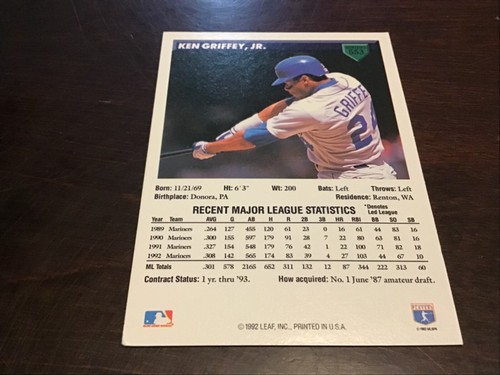 KEN GRIFFEY, JR.
GRIFFE
24
Born: 11/21/69 Ht: 6'3" Wt: 200 Bats: Left Throws: Left
Birthplace: Donora, PA Residence: Renton, WA
RECENT MAJOR LEAGUE STATISTICS *Denotes Led League
Year Team AVG G AB H R 2B 3B HR RBI BB SO SB
1989 Mariners .264 127 455 120 61 23 0 16 61 44 83 16
1990 Mariners .300 155 597 179 91 28 7 22 80 63 81 16
1991 Mariners .327 154 548 179 76 42 1 22 100 71 82 18
1992 Mariners .308 142 565 174 83 39 4 27 103 44 67 10
ML Totals .301 578 2165 652 311 132 12 87 344 222 313 60
Contract Status: 1 yr. thru '93. How acquired: No. 1 June '87 amateur draft.
© 1992 LEAF, INC., PRINTED IN U.S.A.